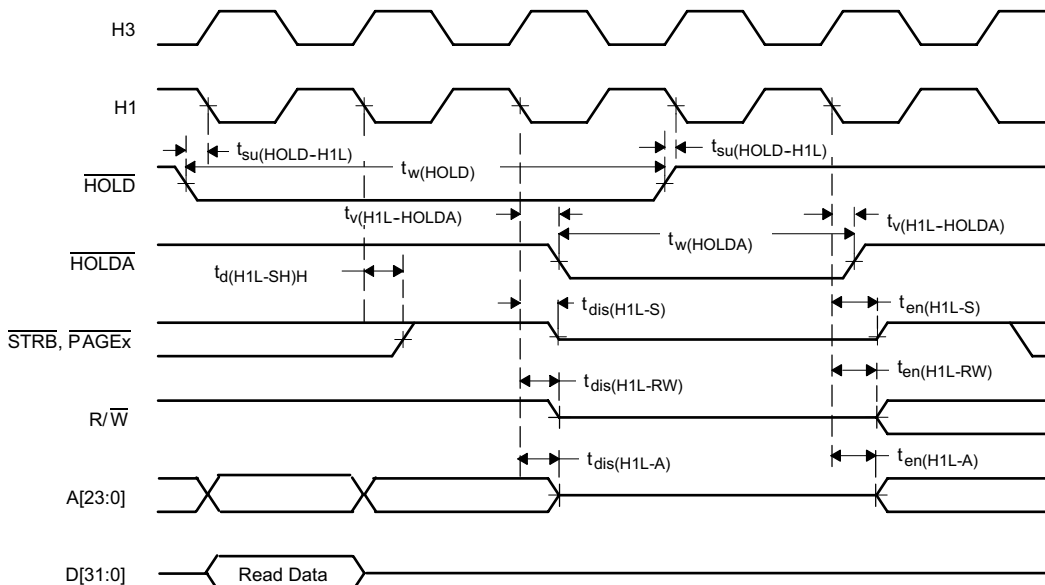 H3
H1
tsu(HOLD-H1L)
tsu(HOLD-H1L)
tw(HOLD)
HOLD
tv(H1L-HOLDA)
tv(H1L-HOLDA)
tw(HOLDA)
HOLDA
td(H1L-SH)H
tdis(H1L-S)
ten(H1L-S)
STRB, PAGEx
tdis(H1L-RW)
ten(H1L-RW)
R/W
tdis(H1L-A)
ten(H1L-A)
A[23:0]
D[31:0]
Read Data